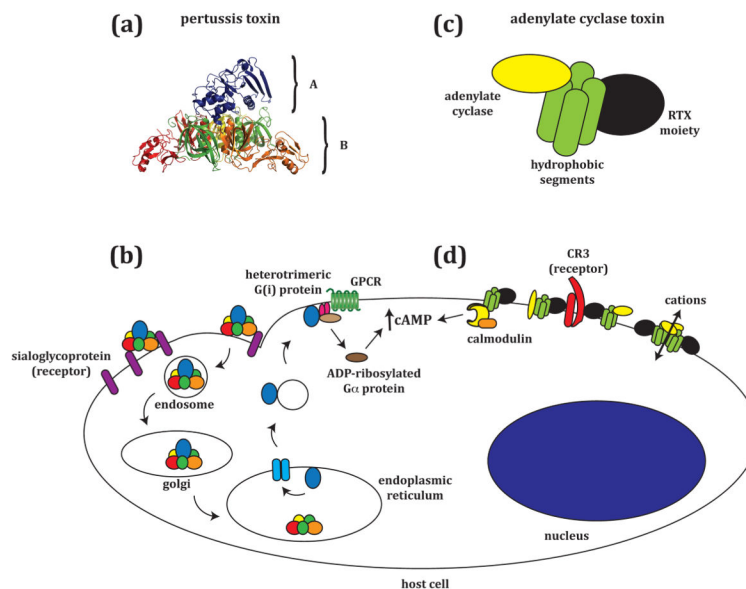 (a)
pertussis toxin
A
B
(c)
adenylate cyclase toxin
adenylate
cyclase
hydrophobic
segments
RTX
moiety
(b)
heterotrimeric
G(i) protein
GPCR
sialoglycoprotein
(receptor)
endosome
golgi
endoplasmic
reticulum
ADP-ribosylated
Gα protein
cAMP
(d)
CR3
(receptor)
cations
calmodulin
nucleus
host cell